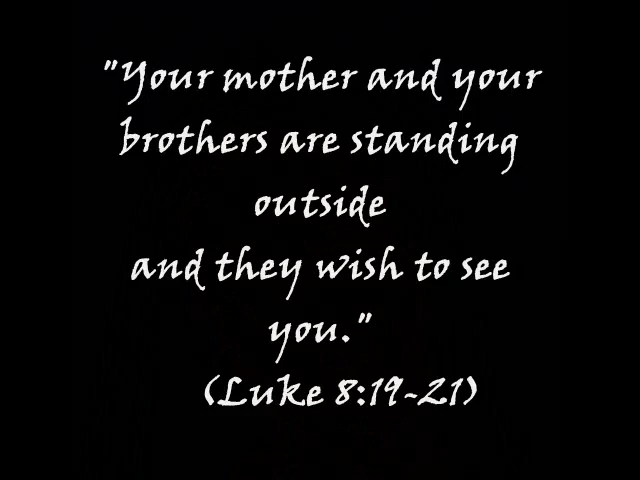 "Your mother and your
brothers are standing
outside
and they wish to see
you."
(Luke 8:19-21)